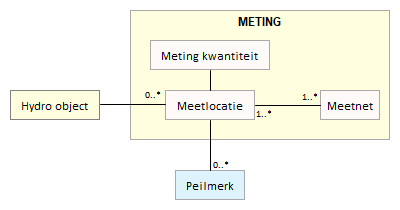 METING
Meting kwantiteit
Hydro object
0..*
Meetlocatie
1..*
1..*
Meetnet
0..*
Peilmerk